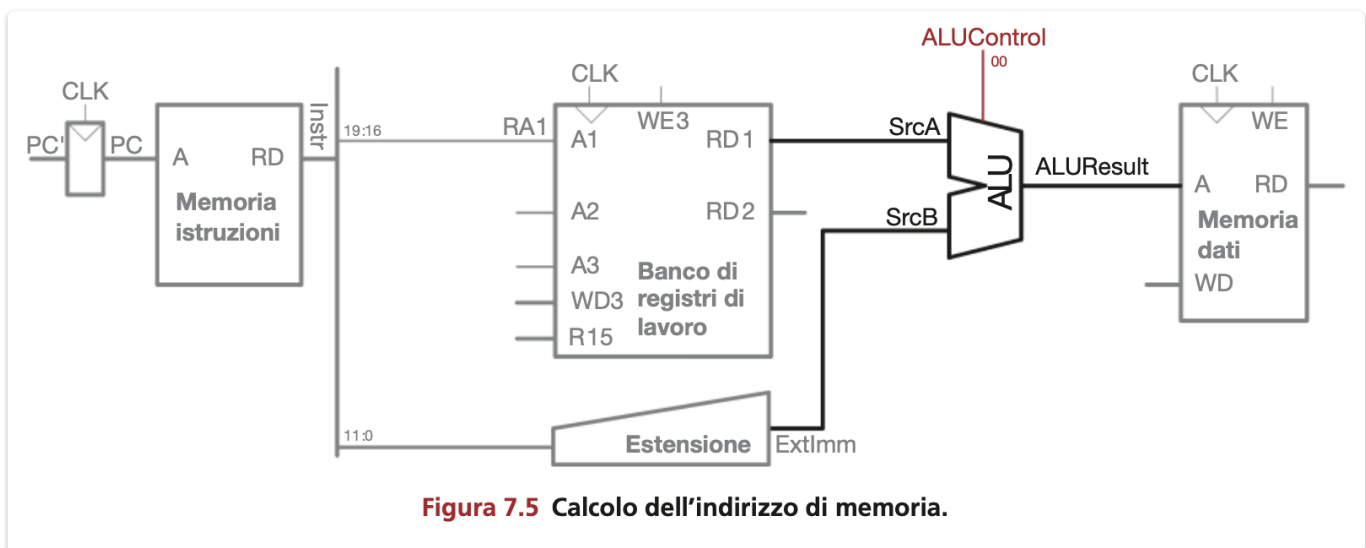 ALUControl
00
CLK
CLK
CLK
PC'
PC
A
RD
Memoria
istruzioni
Instr
19:16
RA1
A1
WE3
RD1
A2
RD2
A3
WD3
R15
Banco di
registri di
lavoro
SrcA
SrcB
ALU
ALUResult
WE
A
RD
Memoria
dati
WD
11:0
Estensione
ExtImm
Figura 7.5 Calcolo dell’indirizzo di memoria.